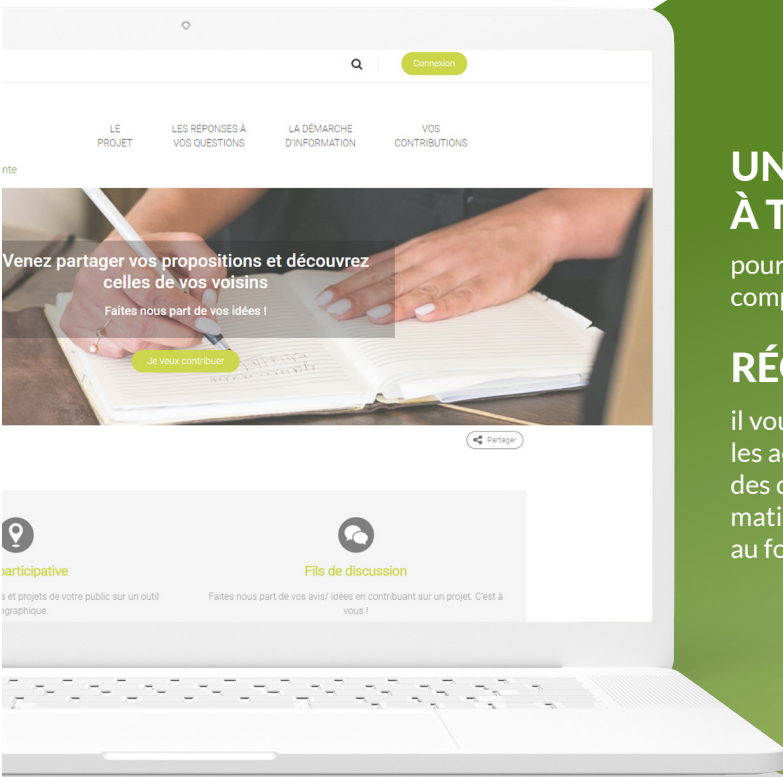 Connexion
LE
PROJET
LES RÉPONSES À
VOS QUESTIONS
LA DÉMARCHE
D'INFORMATION
VOS
CONTRIBUTIONS
nte
Venez partager vos propositions et découvrez
celles de vos voisins
Faites nous part de vos idées !
Je veux contribuer
Partager
participative
s et projets de votre public sur un outil
ographique.
Fils de discussion
Faites nous part de vos avis/ idées en contribuant sur un projet. C'est à
vous !
UN
À T
pour
comp
RÉ
il vou
les a
des
mati
au fo